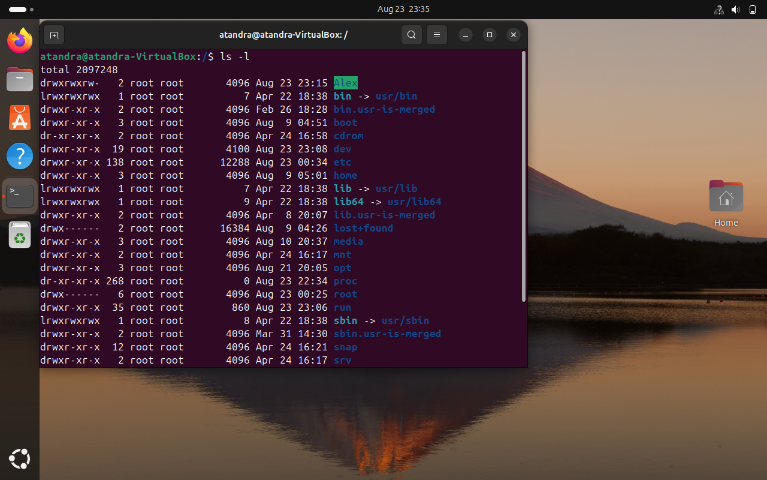 Aug 23 23:35
atandra@atandra-VirtualBox: /
atandra@atandra-VirtualBox:/$ ls -l
total 2097248
drwxrwxrw-   2 root root       4096 Aug 23 23:15 Alex
lrwxrwxrwx   1 root root          7 Apr 22 18:38 bin -> usr/bin
drwxr-xr-x   2 root root       4096 Feb 26 18:28 bin.usr-is-merged
drwxr-xr-x   3 root root       4096 Aug  9 04:51 boot
dr-xr-xr-x   2 root root       4096 Apr 24 16:58 cdrom
drwxr-xr-x  19 root root       4100 Aug 23 23:08 dev
drwxr-xr-x 138 root root      12288 Aug 23 00:34 etc
drwxr-xr-x   3 root root       4096 Aug  9 05:01 home
lrwxrwxrwx   1 root root          7 Apr 22 18:38 lib -> usr/lib
lrwxrwxrwx   1 root root          9 Apr 22 18:38 lib64 -> usr/lib64
drwxr-xr-x   2 root root       4096 Apr  8 20:07 lib.usr-is-merged
drwx------   2 root root      16384 Aug  9 04:26 lost+found
drwxr-xr-x   3 root root       4096 Aug 10 20:37 media
drwxr-xr-x   2 root root       4096 Apr 24 16:17 mnt
drwxr-xr-x   3 root root       4096 Aug 21 20:05 opt
dr-xr-xr-x 268 root root          0 Aug 23 22:34 proc
drwx------   6 root root       4096 Aug 23 00:25 root
drwxr-xr-x  35 root root        860 Aug 23 23:06 run
lrwxrwxrwx   1 root root          8 Apr 22 18:38 sbin -> usr/sbin
drwxr-xr-x   2 root root       4096 Mar 31 14:30 sbin.usr-is-merged
drwxr-xr-x  12 root root       4096 Apr 24 16:21 snap
drwxr-xr-x   2 root root       4096 Apr 24 16:17 srv
Home